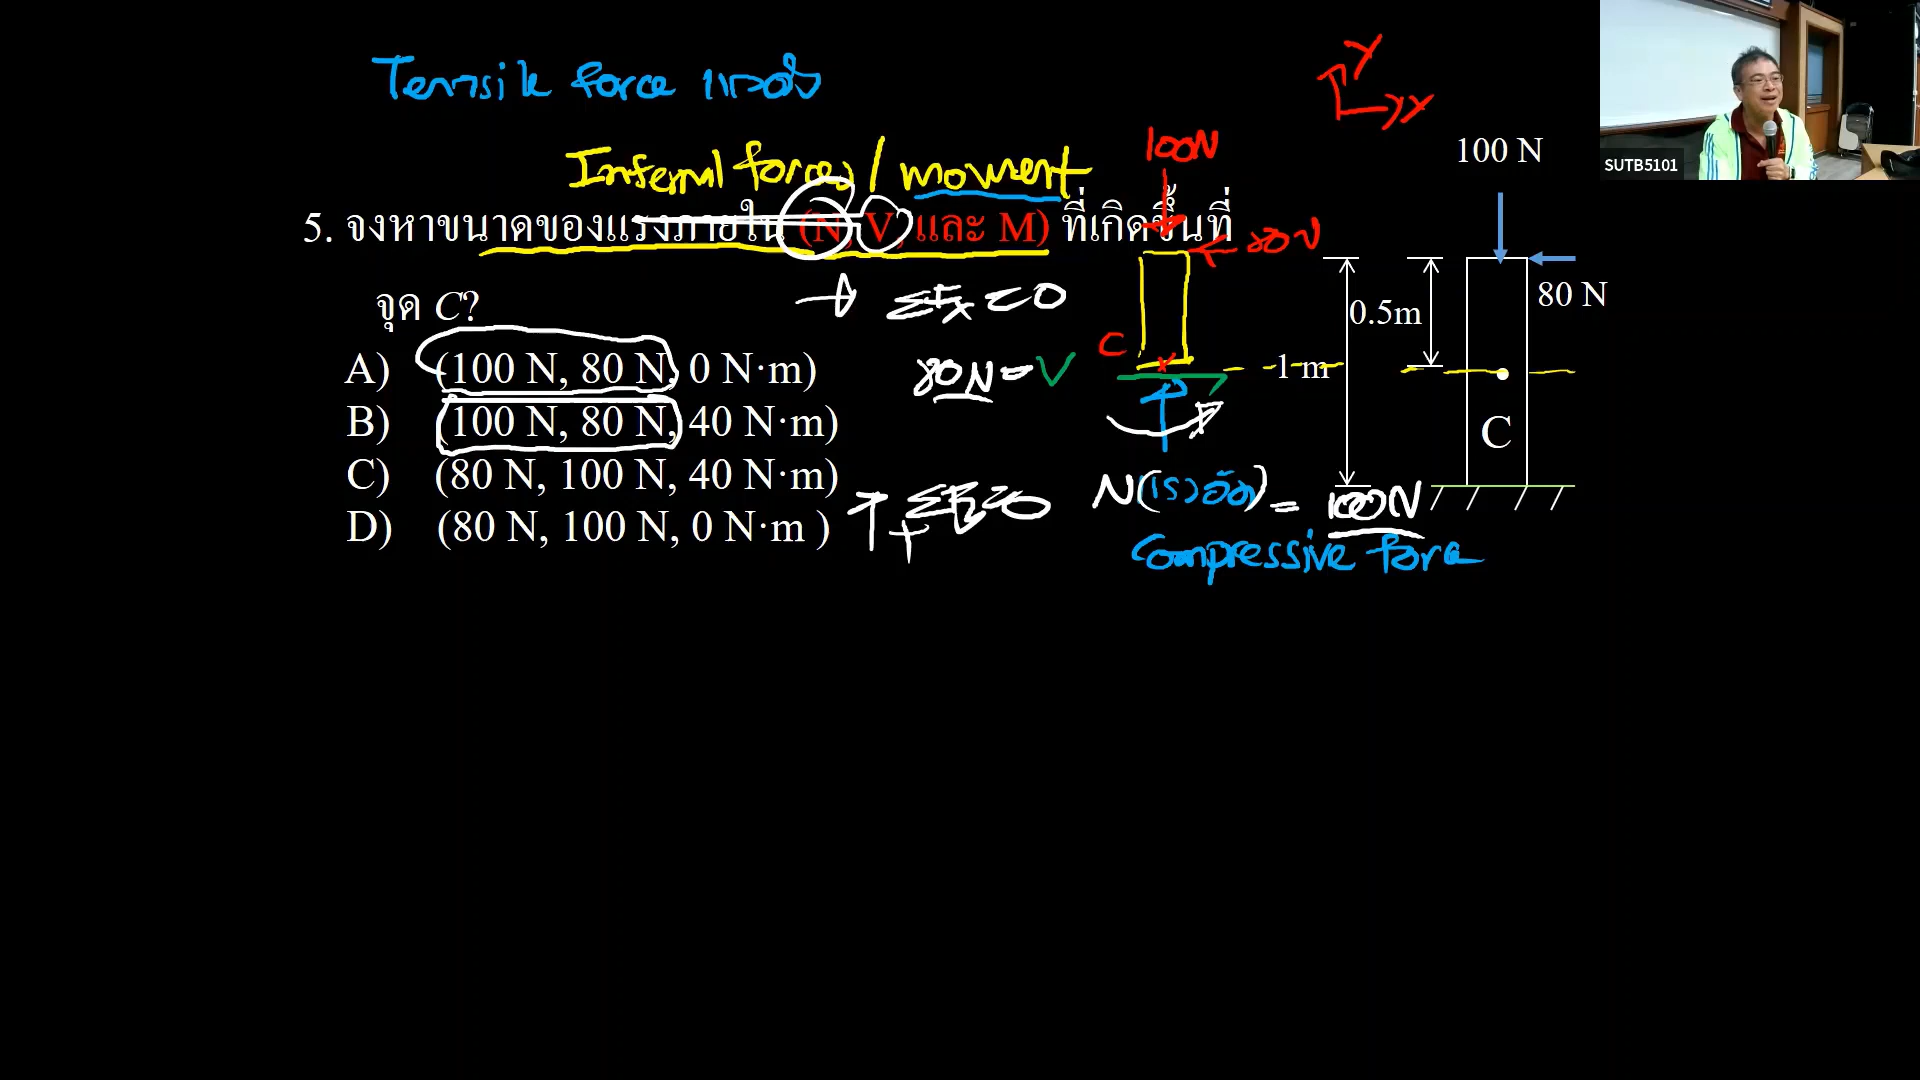 Tensile force แรงดึง
Y
X
SUTB5101
Internal forces / moment
100N
100 N
5. จงหาขนาดของแรงภายใน (N, V, และ M) ที่เกิดขึ้นที่
80 N
จุด C?
→ ΣFx = 0
0.5m
80 N
A) (100 N, 80 N, 0 N·m)
80N = V
C
1 m
B) (100 N, 80 N, 40 N·m)
C
C) (80 N, 100 N, 40 N·m)
N (แรงอัด) = 100N
D) (80 N, 100 N, 0 N·m )
↑+ ΣFy = 0
Compressive force